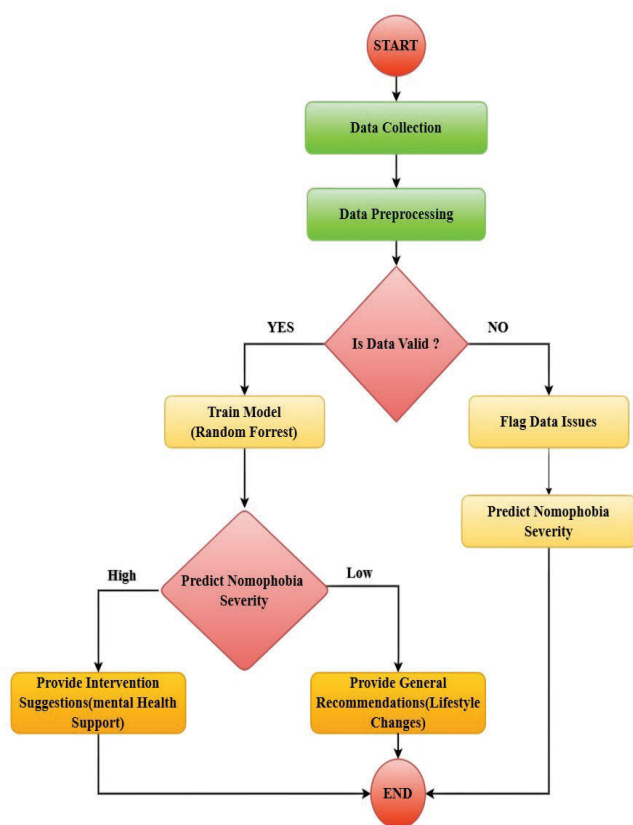 START
Data Collection
Data Preprocessing
Is Data Valid ?
YES
NO
Train Model
(Random Forrest)
Flag Data Issues
Predict Nomophobia
Severity
Predict Nomophobia
Severity
High
Low
Provide Intervention
Suggestions(mental Health
Support)
Provide General
Recommendations(Lifestyle
Changes)
END